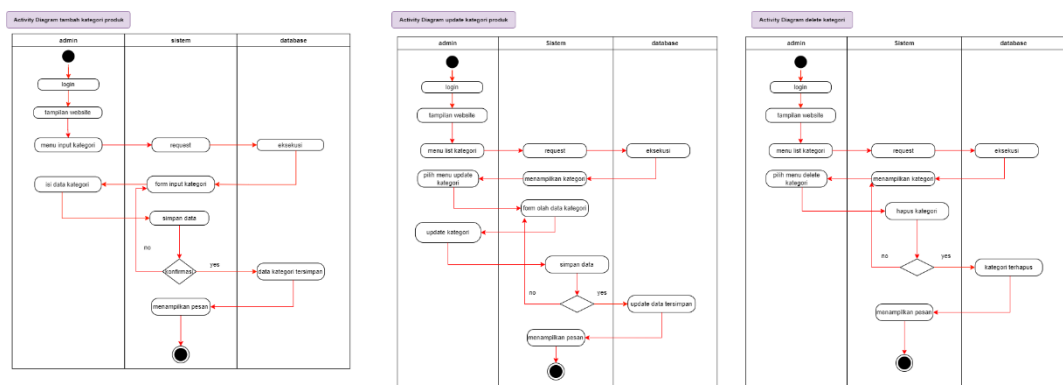 Activity Diagram tambah kategori produk
admin
sistem
database
login
tampilan website
menu input kategori
request
eksekusi
isi data kategori
form input kategori
simpan data
no
konfirmasi
yes
data kategori tersimpan
menampilkan pesan
Activity Diagram update kategori produk
admin
Sistem
database
login
tampilan website
menu list kategori
request
eksekusi
pilih menu update
kategori
menampilkan kategori
form olah data kategori
update kategori
simpan data
no
yes
update data tersimpan
menampilkan pesan
Activity Diagram delete kategori
admin
Sistem
database
login
tampilan website
menu list kategori
request
eksekusi
pilih menu delete
kategori
menampilkan kategori
hapus kategori
no
yes
kategori terhapus
menampilkan pesan